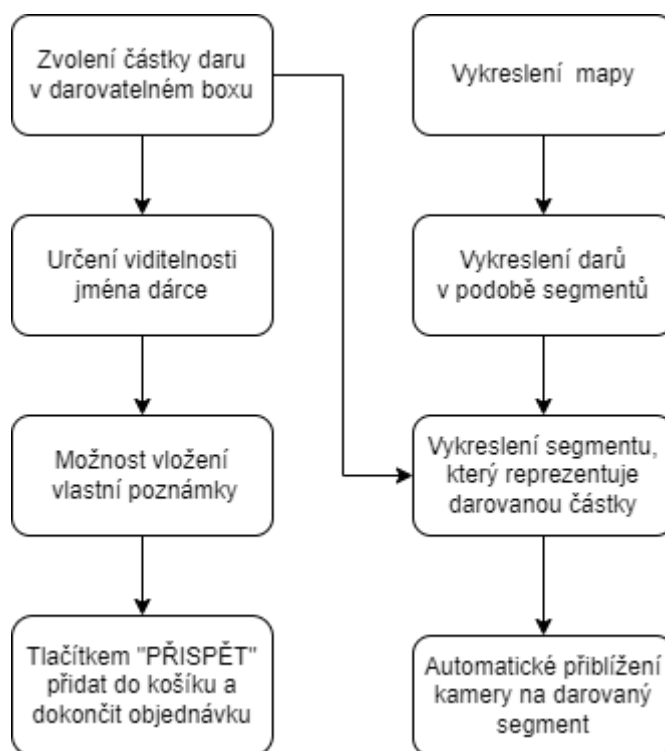 Zvolení částky daru
v darovatelném boxu
Určení viditelnosti
jména dárce
Možnost vložení
vlastní poznámky
Tlačítkem "PŘISPĚT"
přidat do košíku a
dokončit objednávku
Vykreslení mapy
Vykreslení darů
v podobě segmentů
Vykreslení segmentu,
který reprezentuje
darovanou částky
Automatické přiblížení
kamery na darovaný
segment